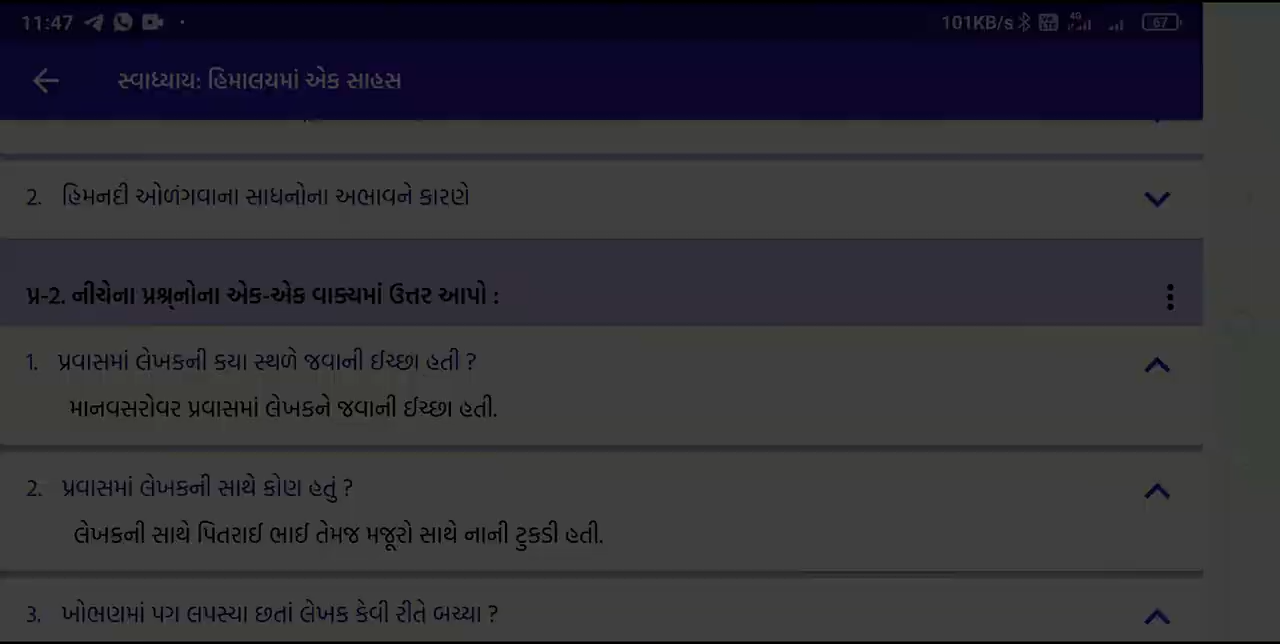 11:47
101KB/s 4G 67
સ્વાધ્યાય: હિમાલયમાં એક સાહસ
2. હિમનદી ઓળંગવાના સાધનોના અભાવને કારણે
પ્ર-2. નીચેના પ્રશ્નોના એક-એક વાક્યમાં ઉત્તર આપો :
1. પ્રવાસમાં લેખકની કયા સ્થળે જવાની ઈચ્છા હતી ?
માનવસરોવર પ્રવાસમાં લેખકને જવાની ઈચ્છા હતી.
2. પ્રવાસમાં લેખકની સાથે કોણ હતું ?
લેખકની સાથે પિતરાઈ ભાઈ તેમજ મજૂરો સાથે નાની ટુકડી હતી.
3. ખોભણમાં પગ લપસ્યા છતાં લેખક કેવી રીતે બચ્યા ?